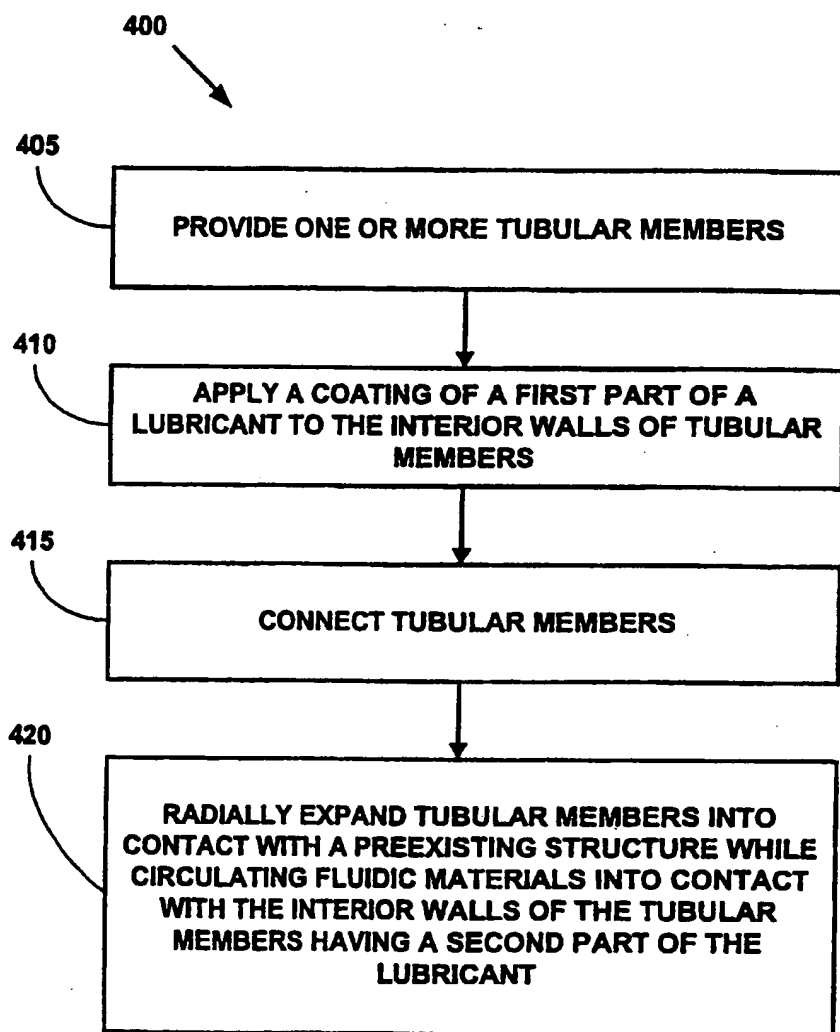 400
405
PROVIDE ONE OR MORE TUBULAR MEMBERS
410
APPLY A COATING OF A FIRST PART OF A
LUBRICANT TO THE INTERIOR WALLS OF TUBULAR
MEMBERS
415
CONNECT TUBULAR MEMBERS
420
RADIALLY EXPAND TUBULAR MEMBERS INTO
CONTACT WITH A PREEXISTING STRUCTURE WHILE
CIRCULATING FLUIDIC MATERIALS INTO CONTACT
WITH THE INTERIOR WALLS OF THE TUBULAR
MEMBERS HAVING A SECOND PART OF THE
LUBRICANT